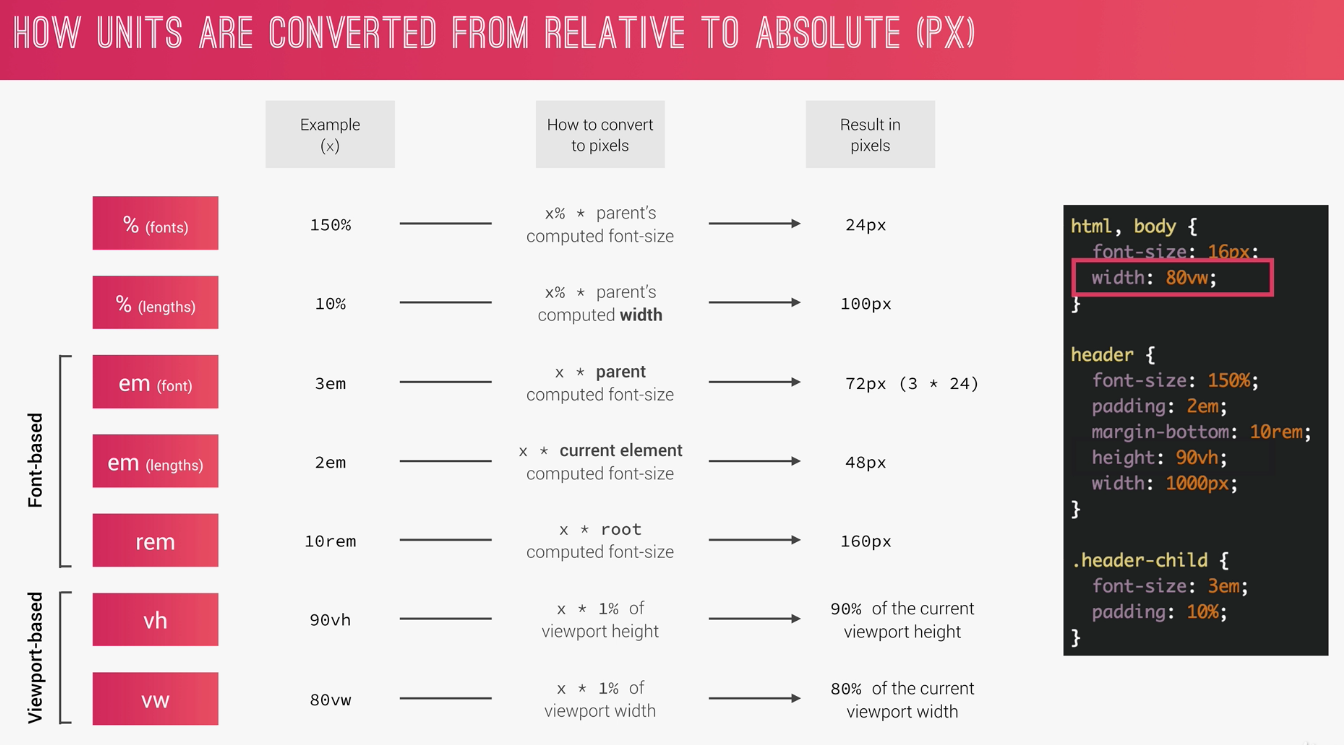 HOW UNITS ARE CONVERTED FROM RELATIVE TO ABSOLUTE (PX)
Example
(x)
How to convert
to pixels
Result in
pixels
% (fonts)
150%
x% * parent's
computed font-size
24px
% (lengths)
10%
x% * parent's
computed width
100px
Font-based
em (font)
3em
x * parent
computed font-size
72px (3 * 24)
em (lengths)
2em
x * current element
computed font-size
48px
rem
10rem
x * root
computed font-size
160px
Viewport-based
vh
90vh
x * 1% of
viewport height
90% of the current
viewport height
vw
80vw
x * 1% of
viewport width
80% of the current
viewport width
html, body {
font-size: 16px;
width: 80vw;
}
header {
font-size: 150%;
padding: 2em;
margin-bottom: 10rem;
height: 90vh;
width: 1000px;
}
.header-child {
font-size: 3em;
padding: 10%;
}